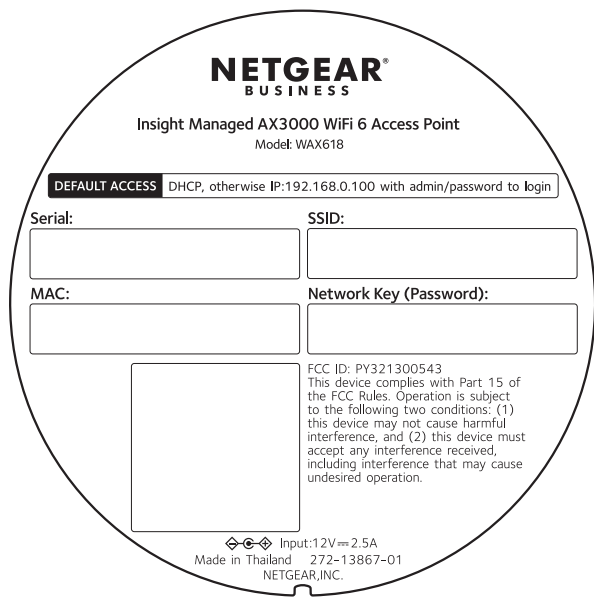 NETGEAR®
BUSINESS
Insight Managed AX3000 WiFi 6 Access Point
Model: WAX618
DEFAULT ACCESS DHCP, otherwise IP:192.168.0.100 with admin/password to login
Serial:
SSID:
MAC:
Network Key (Password):
FCC ID: PY321300543
This device complies with Part 15 of
the FCC Rules. Operation is subject
to the following two conditions: (1)
this device may not cause harmful
interference, and (2) this device must
accept any interference received,
including interference that may cause
undesired operation.
Input:12V⎓2.5A
Made in Thailand 272-13867-01
NETGEAR,INC.